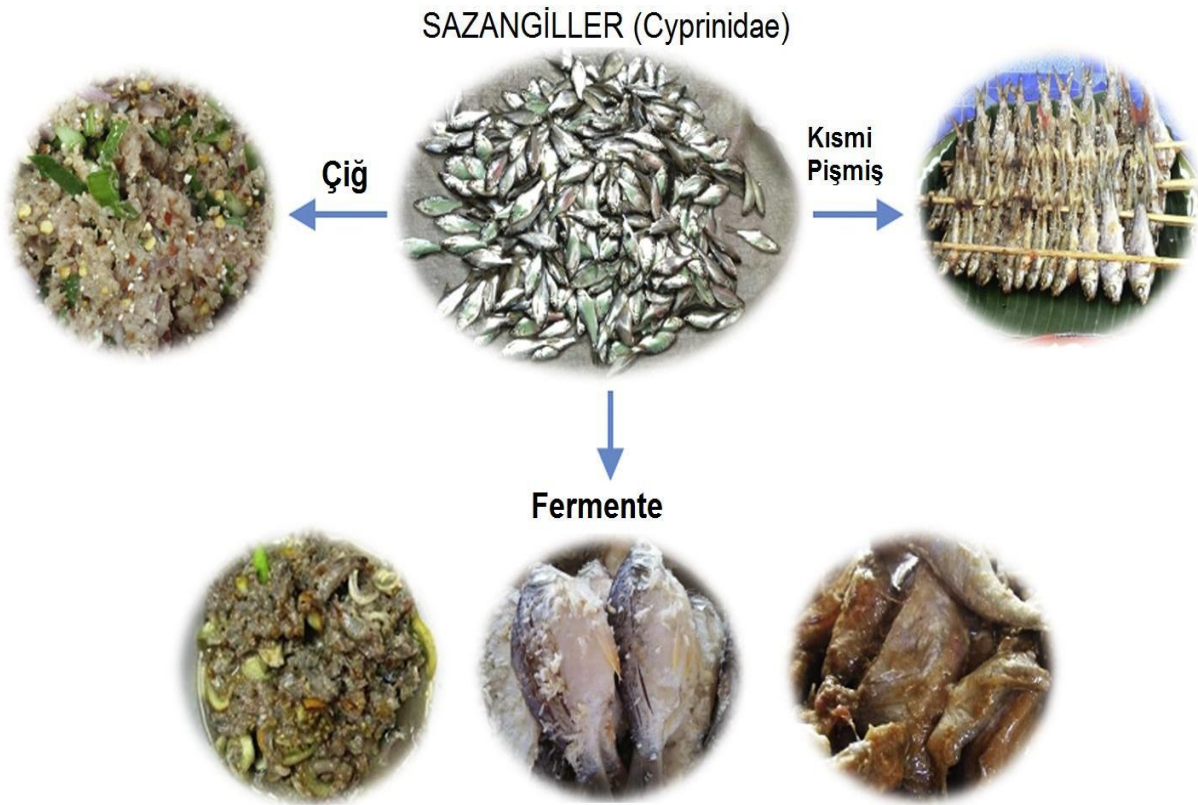 SAZANGİLLER (Cyprinidae)
Çiğ
Kısmi
Pişmiş
Fermente